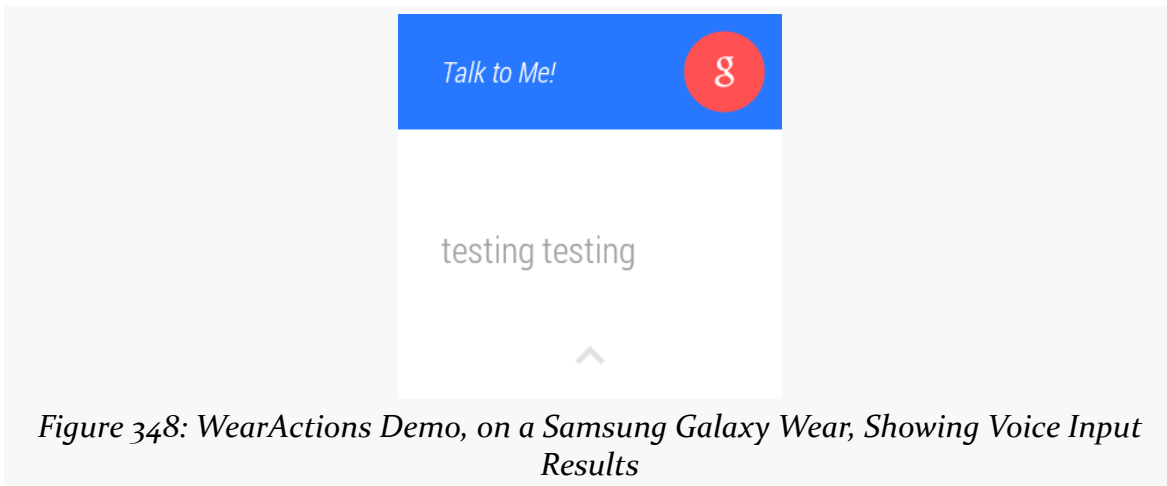 Talk to Me!
g
testing testing
Figure 348: WearActions Demo, on a Samsung Galaxy Wear, Showing Voice Input
Results